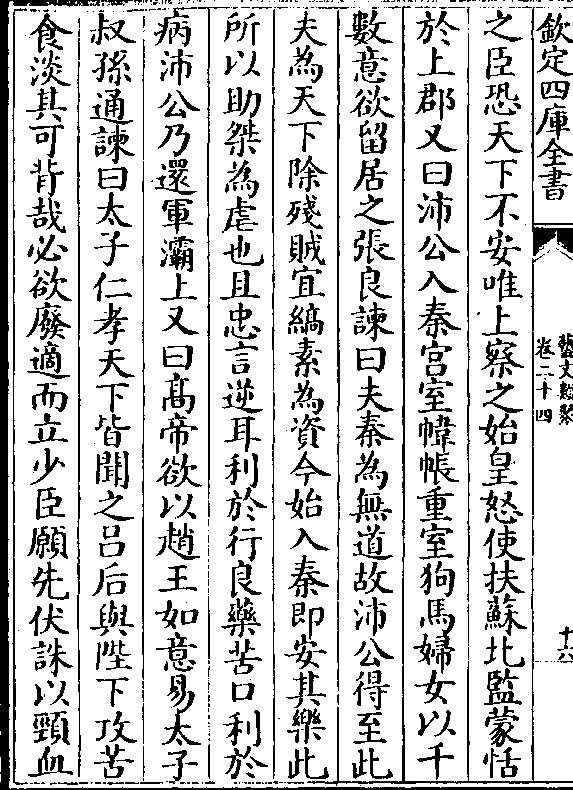 欽定四庫全書
藝文類聚
卷二十四
十六
之臣恐天下不安唯上察之始皇怒使扶蘇北監蒙恬
於上郡又曰沛公入秦宮室幃帳重室狗馬婦女以千
數意欲留居之張良諫曰夫秦為無道故沛公得至此
夫為天下除殘賊宜縞素為資今始入秦即安其樂此
所以助桀為虐也且忠言逆耳利於行良藥苦口利於
病沛公乃還軍灞上又曰髙帝欲以趙王如意易太子
叔孫通諫曰太子仁孝天下皆聞之吕后與陛下攻苦
食淡其可背哉必欲廢適而立少臣願先伏誅以頸血